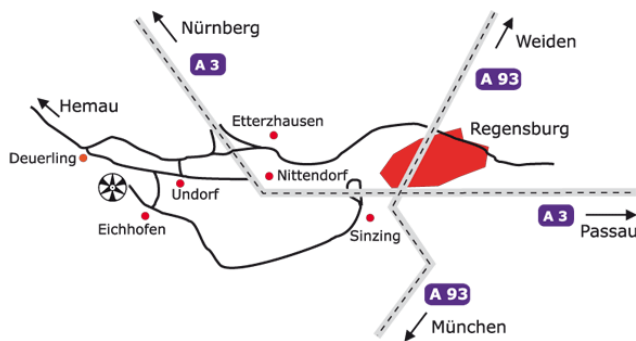 Nürnberg
Weiden
A 3
A 93
Hemau
Etterzhausen
Regensburg
Deuerling
Nittendorf
Undorf
A 3
Eichhofen
Sinzing
Passau
A 93
München